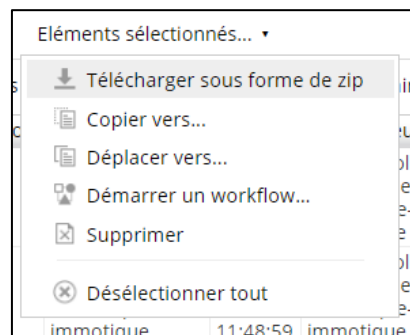 Eléments sélectionnés...
Télécharger sous forme de zip
Copier vers...
Déplacer vers...
Démarrer un workflow...
Supprimer
Désélectionner tout
immotique 11:48:59 immotique